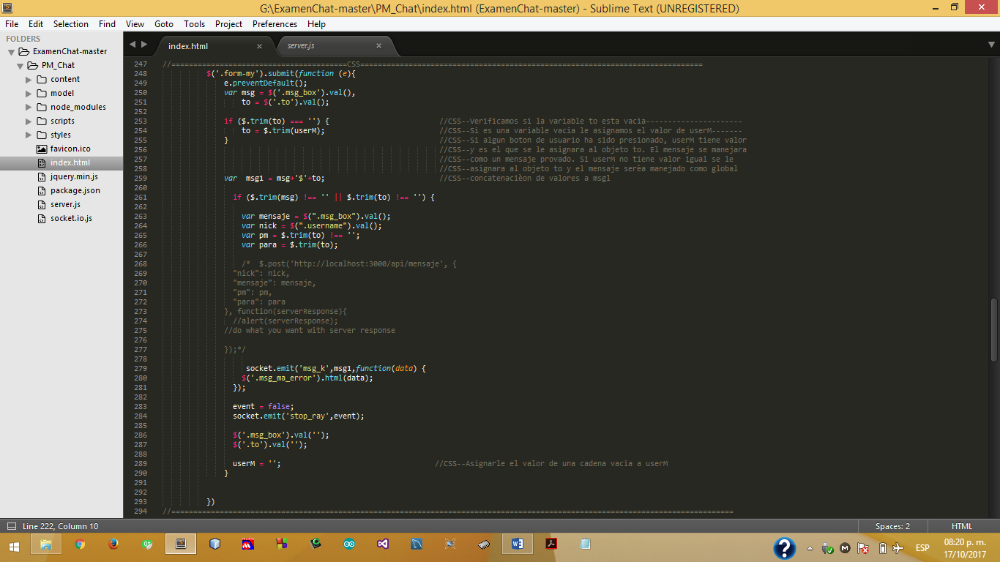 G:\ExamenChat-master\PM_Chat\index.html (ExamenChat-master) - Sublime Text (UNREGISTERED)
File Edit Selection Find View Goto Tools Project Preferences Help
FOLDERS
ExamenChat-master
PM_Chat
content
model
node_modules
scripts
styles
favicon.ico
index.html
jquery.min.js
package.json
server.js
socket.io.js
index.html × server.js ×
247 //========================================CSS==============================================================================
248 $('.form-my').submit(function (e){
249 e.preventDefault();
250 var msg = $('.msg_box').val(),
251 to = $('.to').val();
252
253 if ($.trim(to) === '') { //CSS--Verificamos si la variable to esta vacia----------------------
254 to = $.trim(userM); //CSS--Si es una variable vacia le asignamos el valor de userM-------
255 } //CSS--Si algun boton de usuario ha sido presionado, userM tiene valor
256 //CSS--y es el que se le asignara al objeto to. El mensaje se manejara
257 //CSS--como un mensaje provado. Si userM no tiene valor igual se le
258 //CSS--asignara al objeto to y el mensaje serèa manejado como global
259 var msg1 = msg+'$'+to; //CSS--concatenacièon de valores a msgl
260
261 if ($.trim(msg) !== '' || $.trim(to) !== '') {
262
263 var mensaje = $(".msg_box").val();
264 var nick = $(".username").val();
265 var pm = $.trim(to) !== '';
266 var para = $.trim(to);
267
268 /* $.post('http://localhost:3000/api/mensaje', {
269 "nick": nick,
270 "mensaje": mensaje,
271 "pm": pm,
272 "para": para
273 }, function(serverResponse){
274 //alert(serverResponse);
275 //do what you want with server response
276
277 });*/
278
279 socket.emit('msg_k',msg1,function(data) {
280 $('.msg_ma_error').html(data);
281 });
282
283 event = false;
284 socket.emit('stop_ray',event);
285
286 $('.msg_box').val('');
287 $('.to').val('');
288
289 userM = ''; //CSS--Asignarle el valor de una cadena vacia a userM
290 }
291
292
293 })
294 //================================================================================================================================
Line 222, Column 10 Spaces: 2 HTML
ESP
08:20 p. m.
17/10/2017